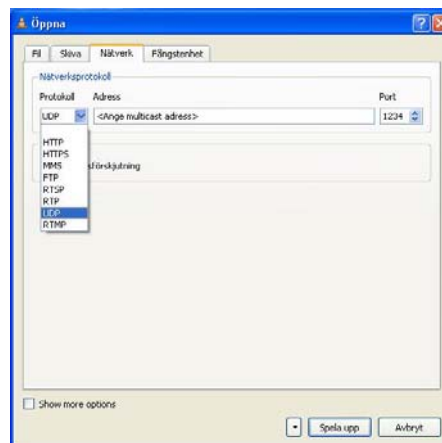 Öppna
Fil Skiva Nätverk Fångstenhet
Nätverksprotokoll
Protokoll Adress Port
UDP <Ange multicast adress> 1234
HTTP
HTTPS
MMS
sförskjutning
FTP
RTSP
RTP
UDP
RTMP
Show more options
Spela upp Avbryt